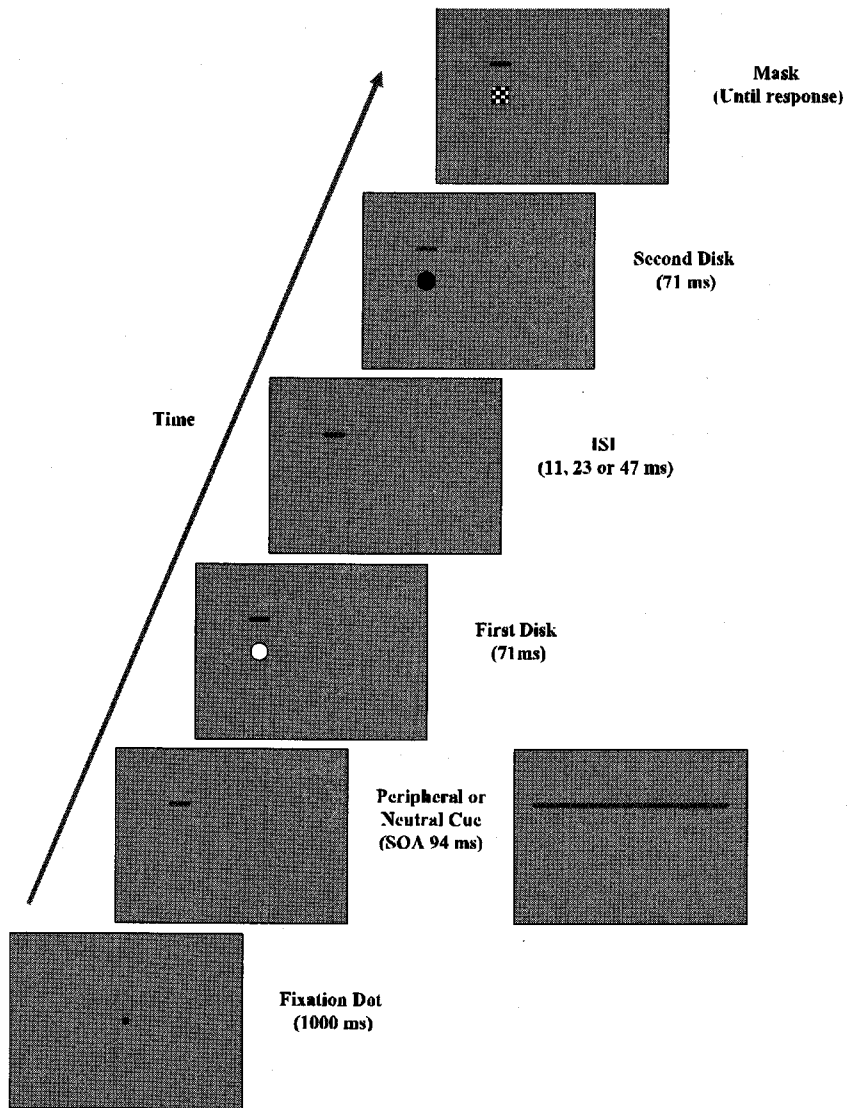 Mask
(Until response)
Second Disk
(71 ms)
Time
ISI
(11, 23 or 47 ms)
First Disk
(71ms)
Peripheral or
Neutral Cue
(SOA 94 ms)
Fixation Dot
(1000 ms)